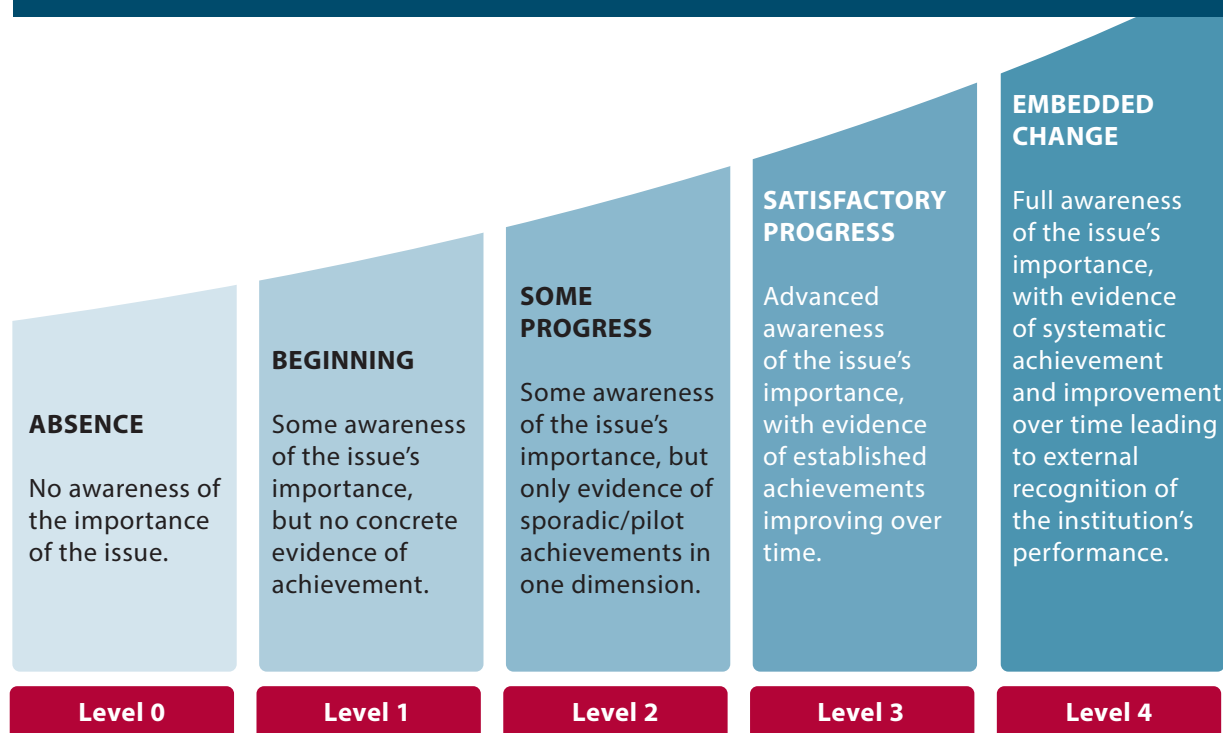 ABSENCE
No awareness of
the importance
of the issue.
Level 0
BEGINNING
Some awareness
of the issue’s
importance,
but no concrete
evidence of
achievement.
Level 1
SOME
PROGRESS
Some awareness
of the issue’s
importance, but
only evidence of
sporadic/pilot
achievements in
one dimension.
Level 2
SATISFACTORY
PROGRESS
Advanced
awareness
of the issue’s
importance,
with evidence
of established
achievements
improving over
time.
Level 3
EMBEDDED
CHANGE
Full awareness
of the issue’s
importance,
with evidence
of systematic
achievement
and improvement
over time leading
to external
recognition of
the institution’s
performance.
Level 4